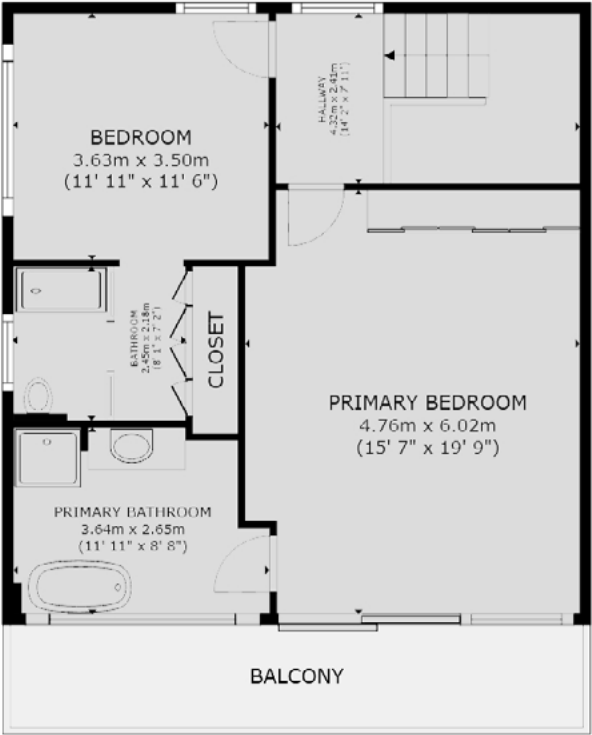 BEDROOM
3.63m x 3.50m
(11' 11" x 11' 6")
HALLWAY
4.32m x 2.41m
(14' 2" x 7' 11")
BATHROOM
2.45m x 2.18m
(8' 1" x 7' 2")
CLOSET
PRIMARY BEDROOM
4.76m x 6.02m
(15' 7" x 19' 9")
PRIMARY BATHROOM
3.64m x 2.65m
(11' 11" x 8' 8")
BALCONY